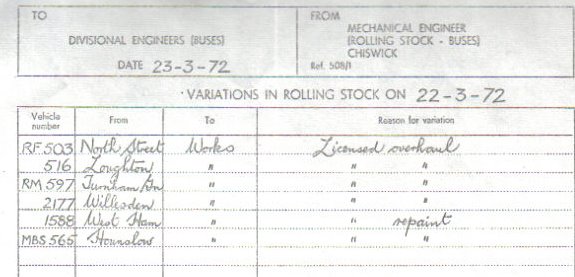 TO
DIVISIONAL ENGINEERS (BUSES)
DATE 23-3-72
FROM
MECHANICAL ENGINEER
(ROLLING STOCK - BUSES)
CHISWICK
Ref. 508/1
VARIATIONS IN ROLLING STOCK ON 22-3-72
Vehicle number From To Reason for variation
RF 503 North Street Works Licensed overhaul
516 Loughton " " "
RM 597 Turnham Gn " " "
2177 Willesden " " "
1588 West Ham " " repaint
MBS 565 Hounslow " " "